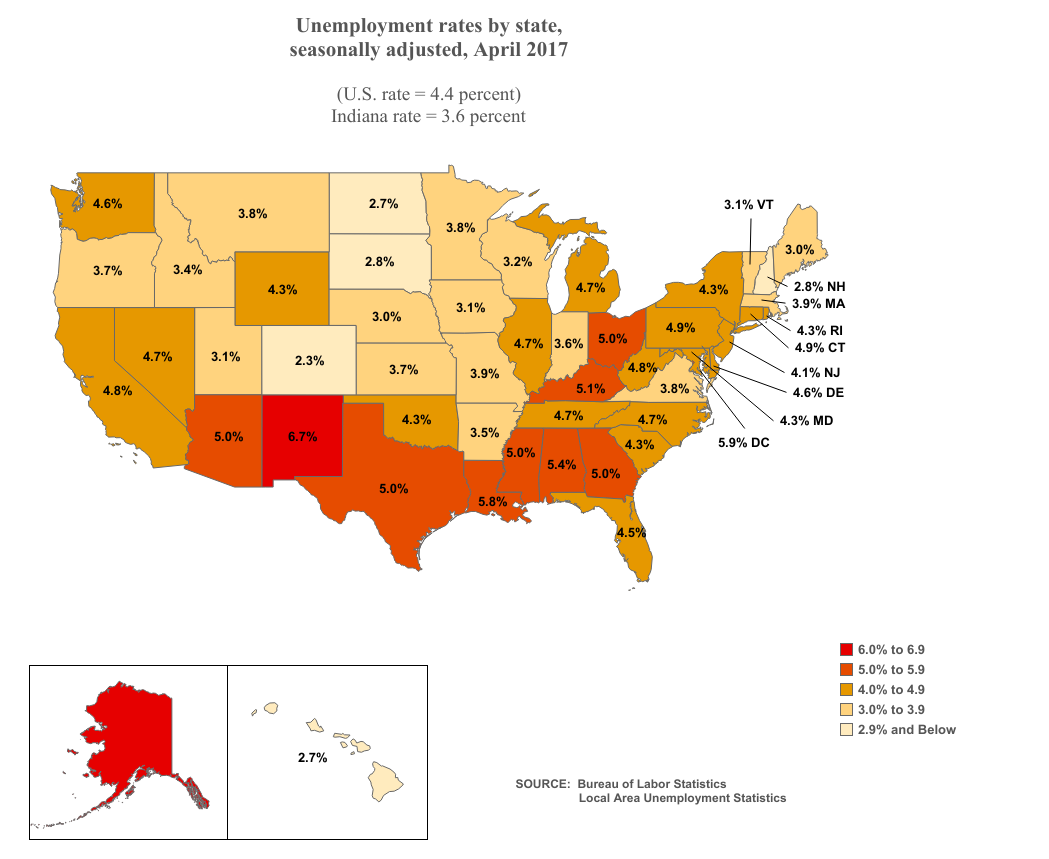 Unemployment rates by state,
seasonally adjusted, April 2017
(U.S. rate = 4.4 percent)
Indiana rate = 3.6 percent
4.6%
3.8%
2.7%
3.8%
3.1% VT
3.0%
3.7%
3.4%
2.8%
3.2%
4.7%
4.3%
2.8% NH
3.9% MA
4.3%
3.0%
3.1%
4.9%
4.3% RI
4.9% CT
4.7%
3.1%
2.3%
3.7%
3.9%
4.7%
3.6%
5.0%
4.8%
4.1% NJ
4.8%
5.1%
3.8%
4.6% DE
4.3% MD
5.9% DC
5.0%
6.7%
4.3%
3.5%
4.7%
4.7%
4.3%
5.0%
5.0%
5.4%
5.0%
5.8%
4.5%
6.0% to 6.9
5.0% to 5.9
4.0% to 4.9
3.0% to 3.9
2.9% and Below
2.7%
SOURCE: Bureau of Labor Statistics
Local Area Unemployment Statistics